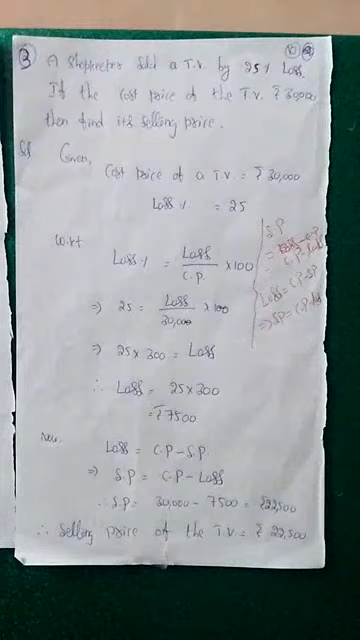 ③ A Shopkeeper Sold a T.V. by 25% Loss.
If the cost price of the T.V. ₹30,000,
then find its selling price.
Sol Given,
Cost price of a T.V. = ₹30,000
Loss% = 25
W.k.t
Loss% = Loss/C.P. × 100
⇒ 25 = Loss/30,000 × 100
⇒ 25 × 300 = Loss
∴ Loss = 25 × 300
= ₹7500
Now
Loss = C.P - S.P.
⇒ S.P = C.P - Loss
∴ S.P = 30,000 - 7500 = ₹22,500
∴ Selling price of the T.V = ₹22,500
S.P
= C.P - Loss
Loss = C.P - S.P
⇒ S.P = C.P - Loss